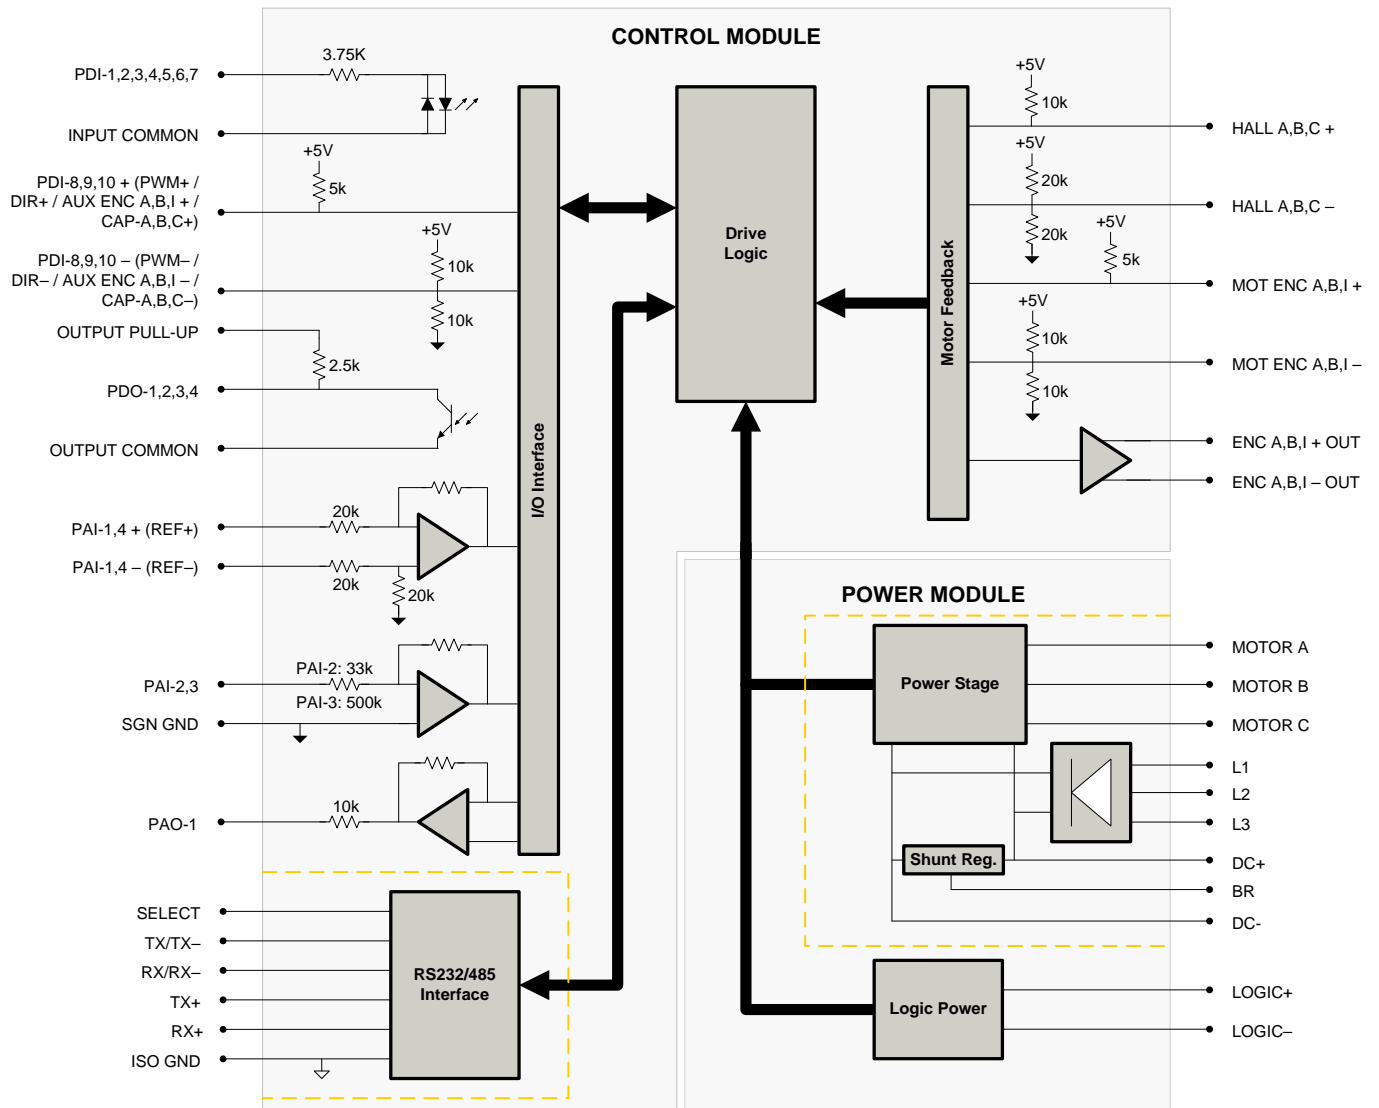 CONTROL MODULE
3.75K
PDI-1,2,3,4,5,6,7
INPUT COMMON
+5V
5k
PDI-8,9,10 + (PWM+ /
DIR+ / AUX ENC A,B,I + /
CAP-A,B,C+)
+5V
10k
10k
PDI-8,9,10 – (PWM– /
DIR– / AUX ENC A,B,I – /
CAP-A,B,C–)
OUTPUT PULL-UP
2.5k
PDO-1,2,3,4
OUTPUT COMMON
20k
PAI-1,4 + (REF+)
PAI-1,4 – (REF–)
20k
20k
PAI-2: 33k
PAI-2,3
PAI-3: 500k
SGN GND
10k
PAO-1
I/O Interface
SELECT
TX/TX–
RX/RX–
TX+
RX+
ISO GND
RS232/485
Interface
Drive
Logic
Motor Feedback
+5V
10k
HALL A,B,C +
+5V
20k
20k
HALL A,B,C –
+5V
5k
MOT ENC A,B,I +
+5V
10k
10k
MOT ENC A,B,I –
ENC A,B,I + OUT
ENC A,B,I – OUT
POWER MODULE
Power Stage
MOTOR A
MOTOR B
MOTOR C
L1
L2
L3
Shunt Reg.
DC+
BR
DC-
Logic Power
LOGIC+
LOGIC–